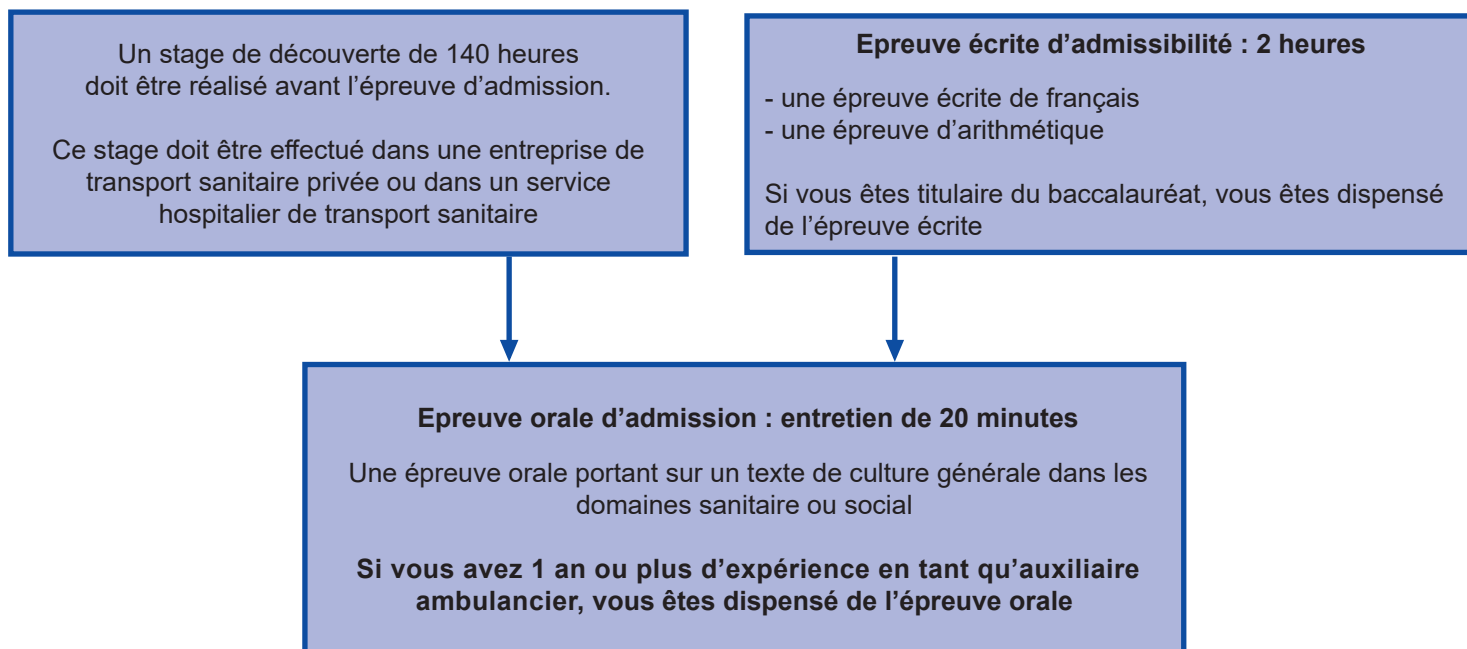 Un stage de découverte de 140 heures
doit être réalisé avant l’épreuve d’admission.
Ce stage doit être effectué dans une entreprise de
transport sanitaire privée ou dans un service
hospitalier de transport sanitaire
Epreuve écrite d’admissibilité : 2 heures
- une épreuve écrite de français
- une épreuve d’arithmétique
Si vous êtes titulaire du baccalauréat, vous êtes dispensé
de l’épreuve écrite
Epreuve orale d’admission : entretien de 20 minutes
Une épreuve orale portant sur un texte de culture générale dans les
domaines sanitaire ou social
Si vous avez 1 an ou plus d’expérience en tant qu’auxiliaire
ambulancier, vous êtes dispensé de l’épreuve orale